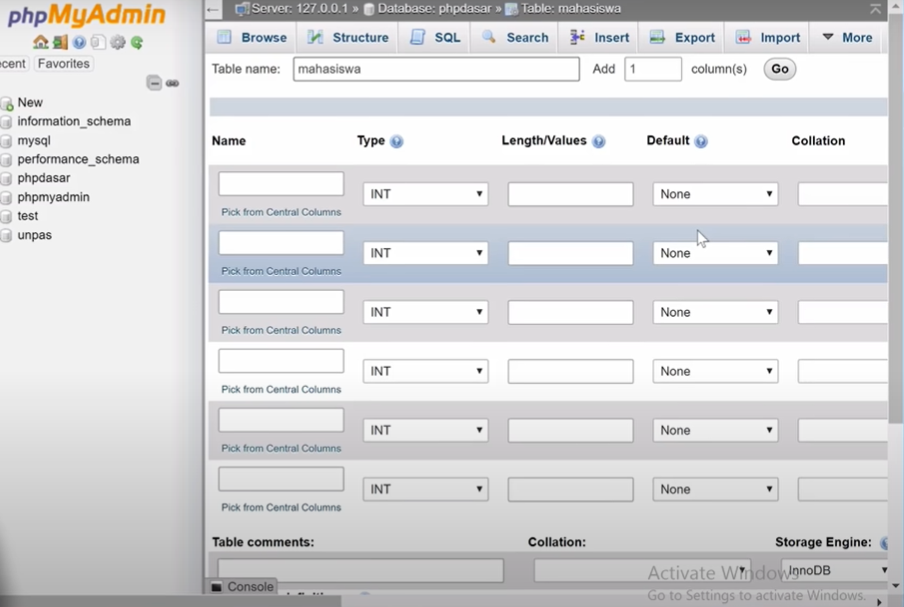 phpMyAdmin
Server: 127.0.0.1 » Database: phpdasar » Table: mahasiswa
Browse Structure SQL Search Insert Export Import More
cent Favorites
Table name: mahasiswa Add 1 column(s) Go
New
information_schema
mysql
performance_schema
phpdasar
phpmyadmin
test
unpas
Name Type Length/Values Default Collation
INT None
Pick from Central Columns
INT None
Pick from Central Columns
INT None
Pick from Central Columns
INT None
Pick from Central Columns
INT None
Pick from Central Columns
INT None
Pick from Central Columns
Table comments: Collation: Storage Engine:
InnoDB
Console
Activate Windows
Go to Settings to activate Windows.